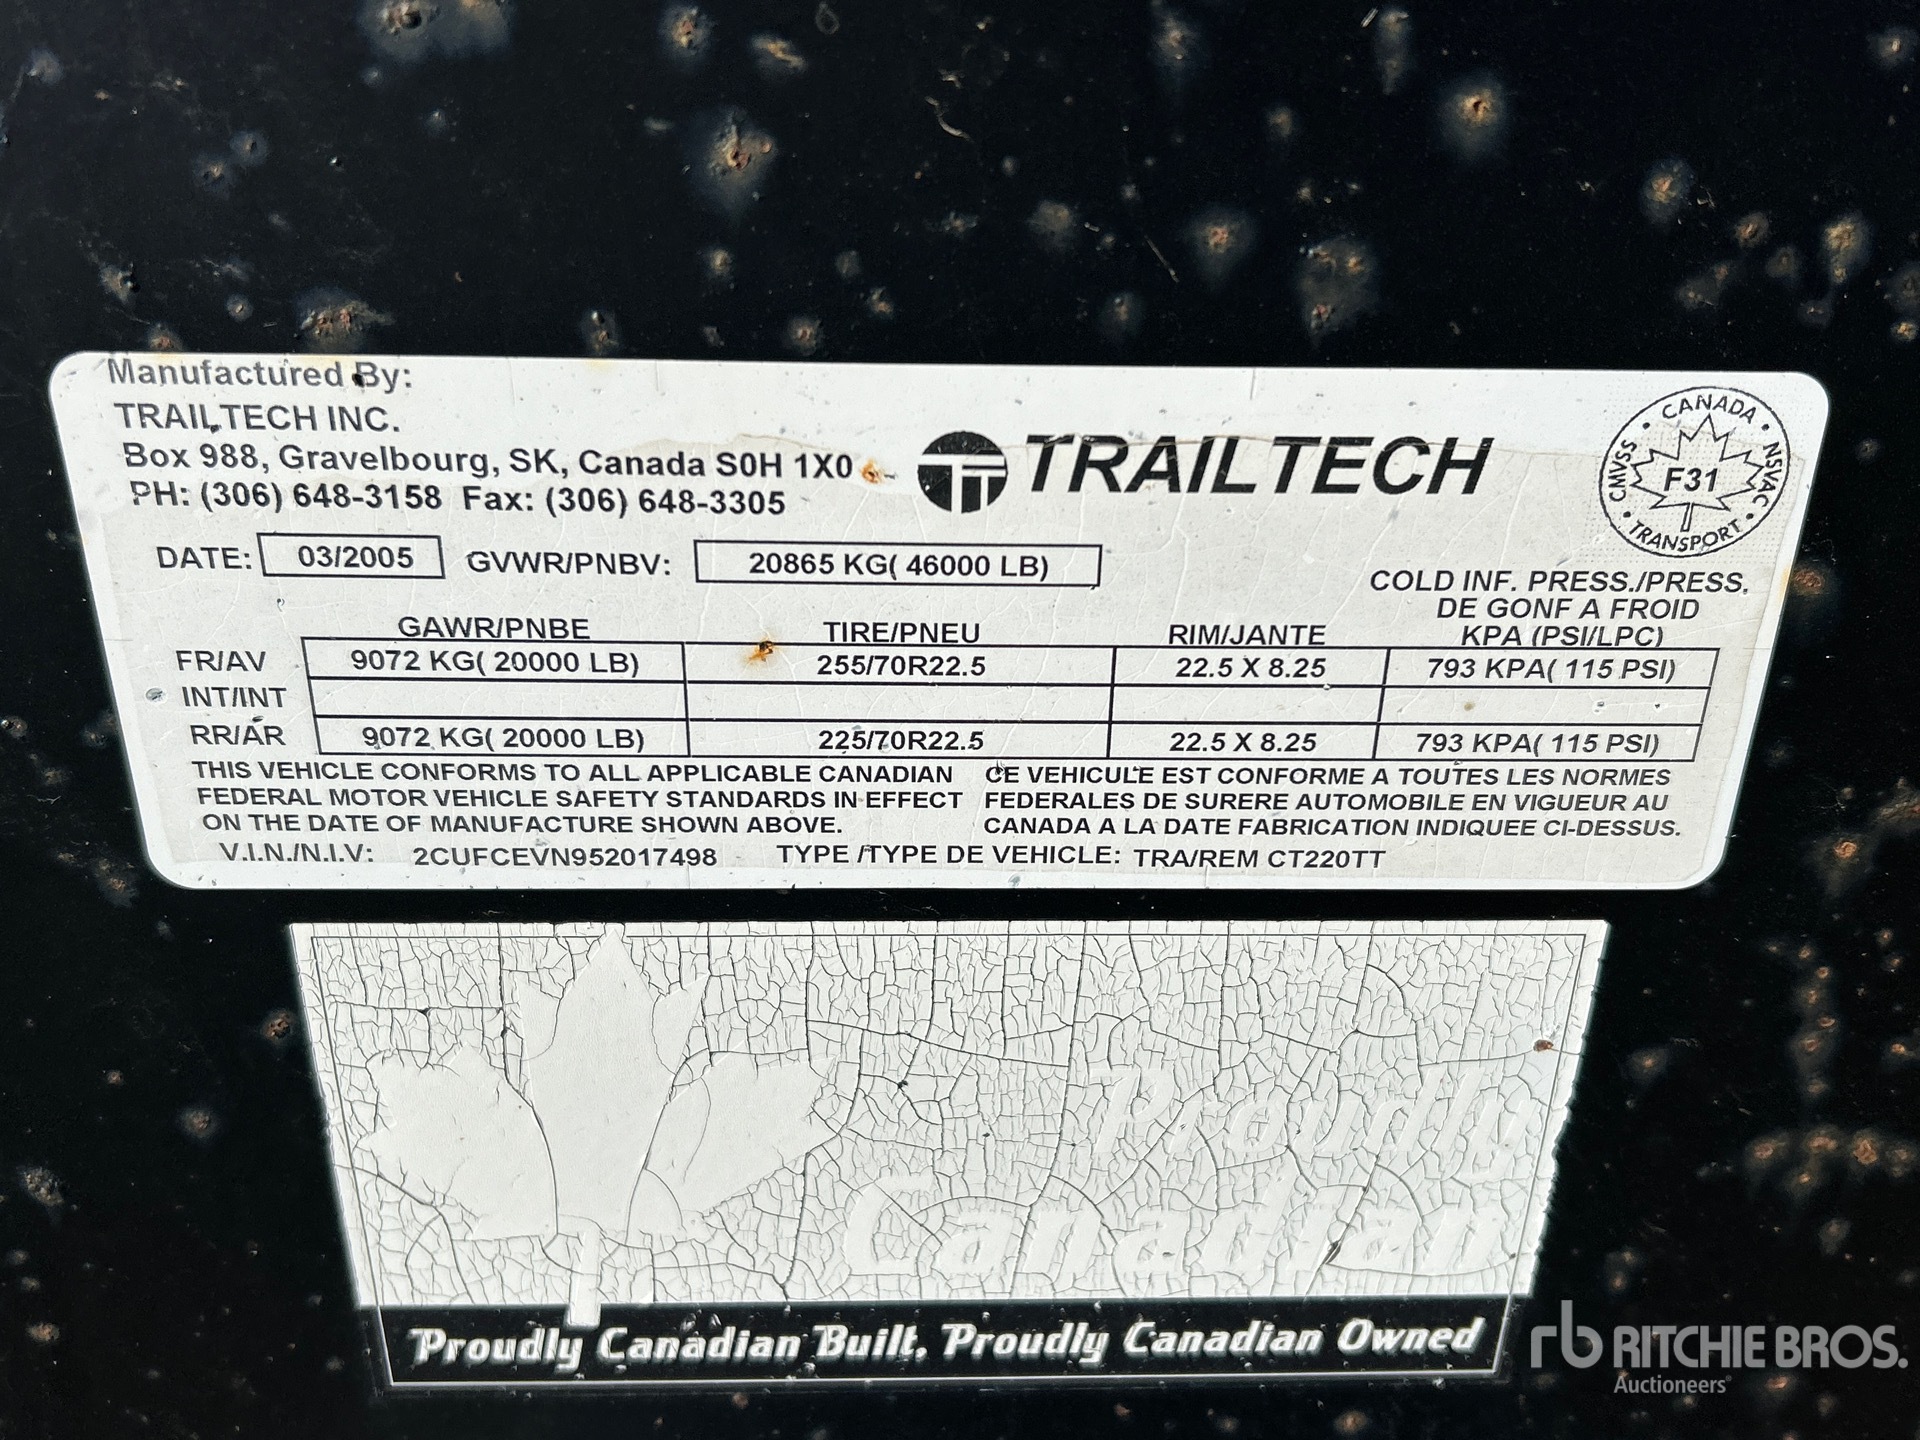 Manufactured By:
TRAILTECH INC.
Box 988, Gravelbourg, SK, Canada S0H 1X0
PH: (306) 648-3158 Fax: (306) 648-3305
TRAILTECH
CANADA
CMVSS
NSVAC
F31
TRANSPORT
DATE: 03/2005 GVWR/PNBV: 20865 KG( 46000 LB)
COLD INF. PRESS./PRESS.
DE GONF A FROID
GAWR/PNBE TIRE/PNEU RIM/JANTE KPA (PSI/LPC)
FR/AV 9072 KG( 20000 LB) 255/70R22.5 22.5 X 8.25 793 KPA( 115 PSI)
INT/INT
RR/AR 9072 KG( 20000 LB) 225/70R22.5 22.5 X 8.25 793 KPA( 115 PSI)
THIS VEHICLE CONFORMS TO ALL APPLICABLE CANADIAN
FEDERAL MOTOR VEHICLE SAFETY STANDARDS IN EFFECT
ON THE DATE OF MANUFACTURE SHOWN ABOVE.
CE VEHICULE EST CONFORME A TOUTES LES NORMES
FEDERALES DE SURERE AUTOMOBILE EN VIGUEUR AU
CANADA A LA DATE FABRICATION INDIQUEE CI-DESSUS.
V.I.N./N.I.V: 2CUFCEVN952017498 TYPE /TYPE DE VEHICLE: TRA/REM CT220TT
Proudly
Canadian
Proudly Canadian Built, Proudly Canadian Owned
rb RITCHIE BROS.
Auctioneers